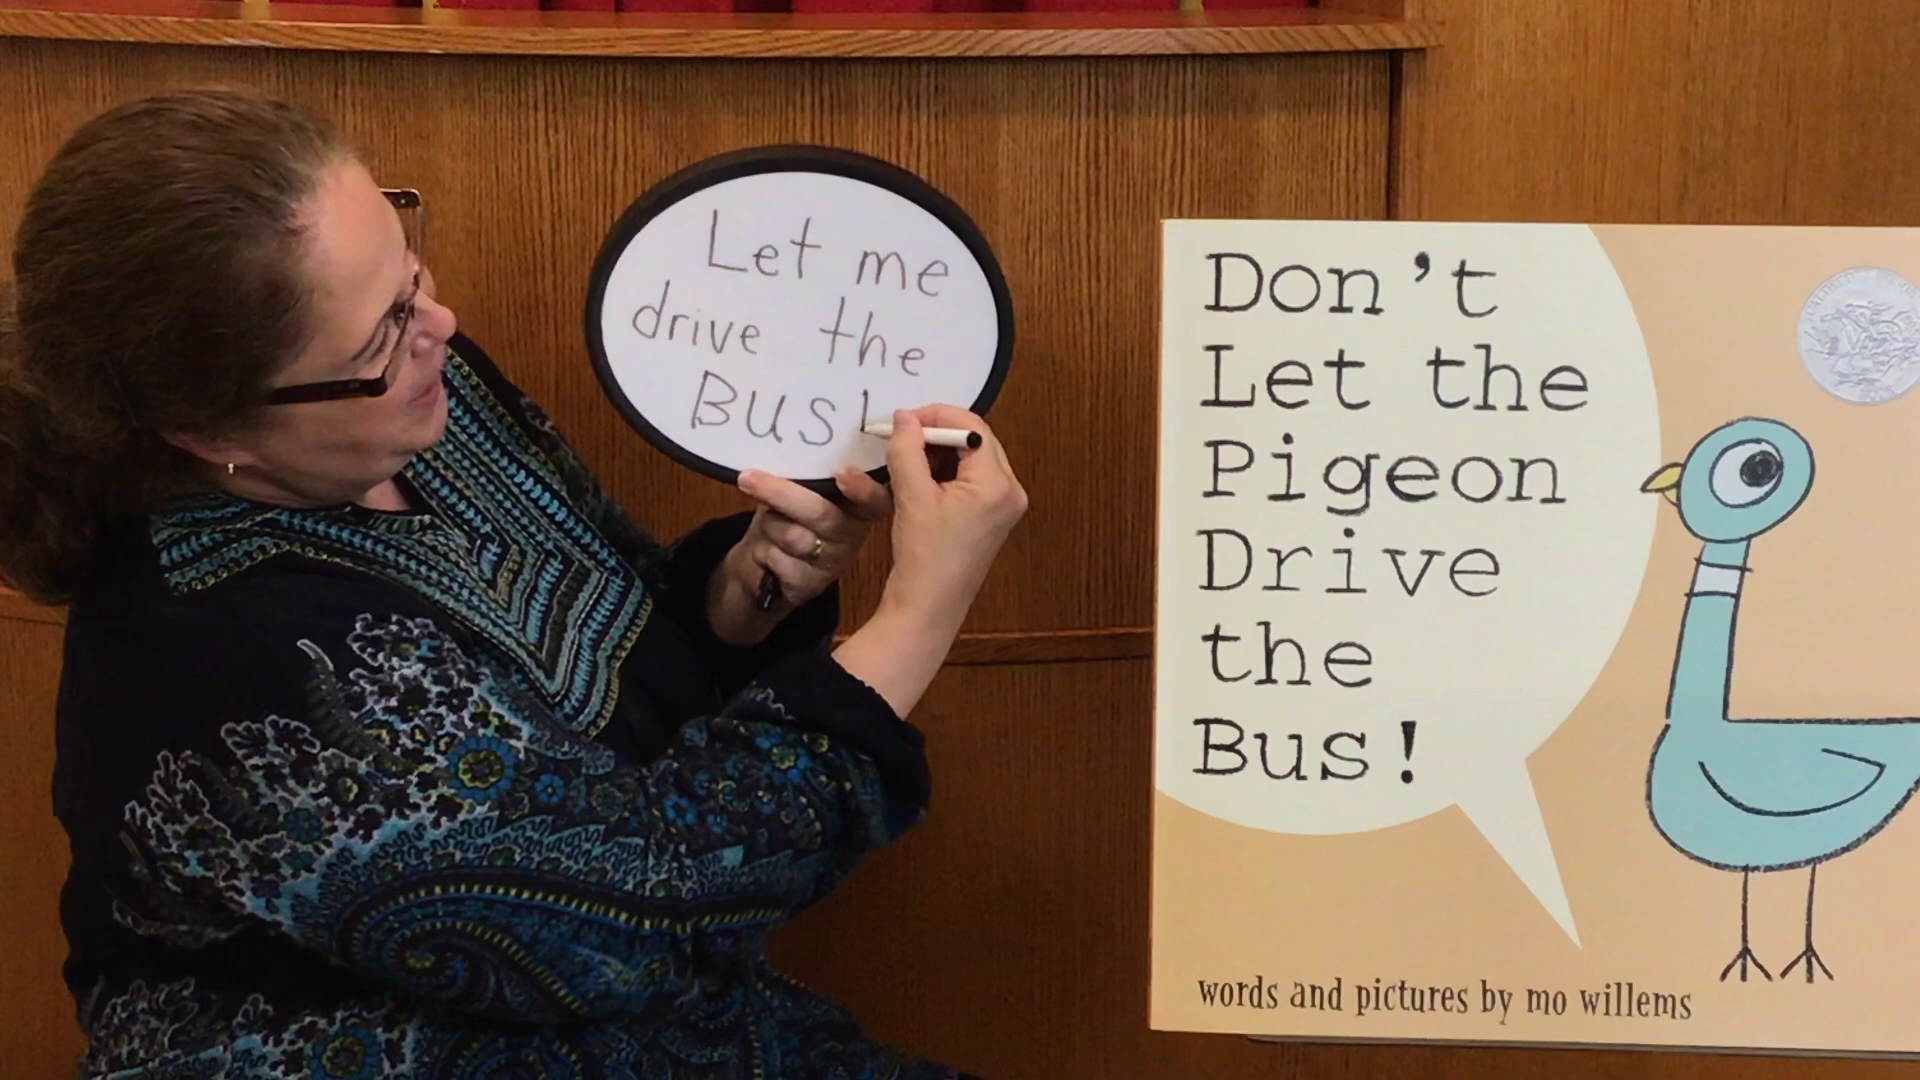 Let me
drive the
BUS!
Don't
Let the
Pigeon
Drive
the
Bus!
words and pictures by mo willems